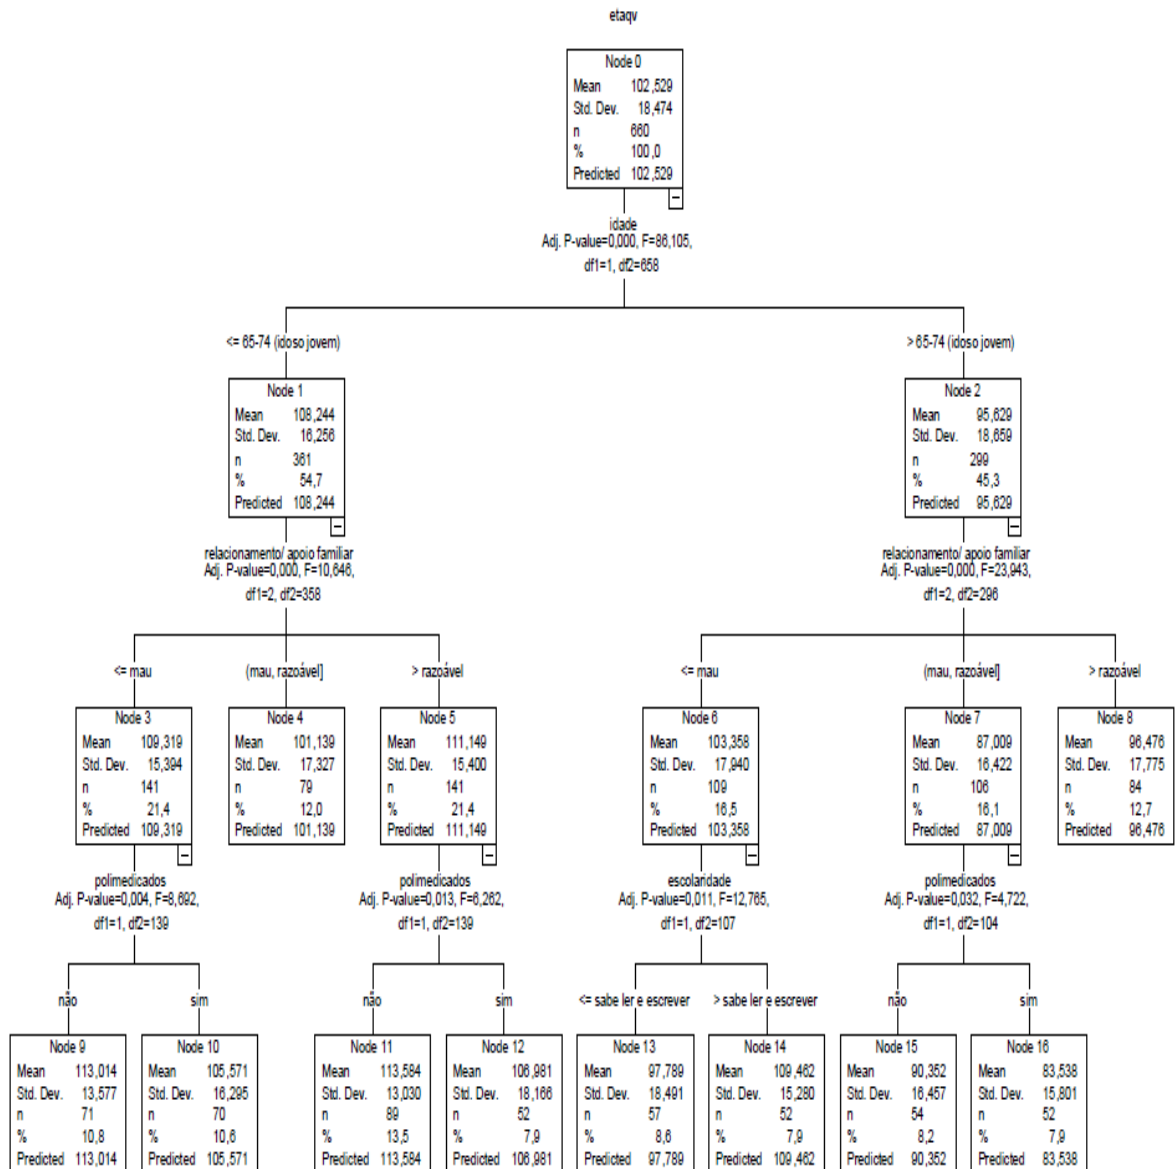 etaqv
Node 0
Mean 102,529
Std. Dev. 18,474
n 660
% 100,0
Predicted 102,529
idade
Adj. P-value=0,000, F=86,105,
df1=1, df2=658
<= 65-74 (idoso jovem)
> 65-74 (idoso jovem)
Node 1
Mean 108,244
Std. Dev. 16,256
n 361
% 54,7
Predicted 108,244
Node 2
Mean 95,629
Std. Dev. 18,659
n 299
% 45,3
Predicted 95,629
relacionamento/ apoio familiar
Adj. P-value=0,000, F=10,646,
df1=2, df2=358
relacionamento/ apoio familiar
Adj. P-value=0,000, F=23,943,
df1=2, df2=296
<= mau
(mau, razoável]
> razoável
<= mau
(mau, razoável]
> razoável
Node 3
Mean 109,319
Std. Dev. 15,394
n 141
% 21,4
Predicted 109,319
Node 4
Mean 101,139
Std. Dev. 17,327
n 79
% 12,0
Predicted 101,139
Node 5
Mean 111,149
Std. Dev. 15,400
n 141
% 21,4
Predicted 111,149
Node 6
Mean 103,358
Std. Dev. 17,940
n 109
% 16,5
Predicted 103,358
Node 7
Mean 87,009
Std. Dev. 16,422
n 106
% 16,1
Predicted 87,009
Node 8
Mean 96,476
Std. Dev. 17,775
n 84
% 12,7
Predicted 96,476
polimedicados
Adj. P-value=0,004, F=8,692,
df1=1, df2=139
polimedicados
Adj. P-value=0,013, F=6,262,
df1=1, df2=139
escolaridade
Adj. P-value=0,011, F=12,765,
df1=1, df2=107
polimedicados
Adj. P-value=0,032, F=4,722,
df1=1, df2=104
não
sim
não
sim
<= sabe ler e escrever
> sabe ler e escrever
não
sim
Node 9
Mean 113,014
Std. Dev. 13,577
n 71
% 10,8
Predicted 113,014
Node 10
Mean 105,571
Std. Dev. 16,295
n 70
% 10,6
Predicted 105,571
Node 11
Mean 113,584
Std. Dev. 13,030
n 89
% 13,5
Predicted 113,584
Node 12
Mean 106,981
Std. Dev. 18,166
n 52
% 7,9
Predicted 106,981
Node 13
Mean 97,789
Std. Dev. 18,491
n 57
% 8,6
Predicted 97,789
Node 14
Mean 109,462
Std. Dev. 15,280
n 52
% 7,9
Predicted 109,462
Node 15
Mean 90,352
Std. Dev. 16,457
n 54
% 8,2
Predicted 90,352
Node 16
Mean 83,538
Std. Dev. 15,801
n 52
% 7,9
Predicted 83,538